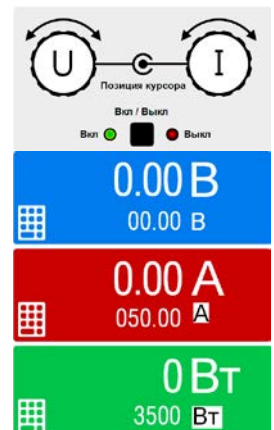 U I
Позиция курсора
Вкл / Выкл
Вкл Выкл
0.00 В
00.00 В
0.00 А
050.00 А
0 Вт
3500 Вт